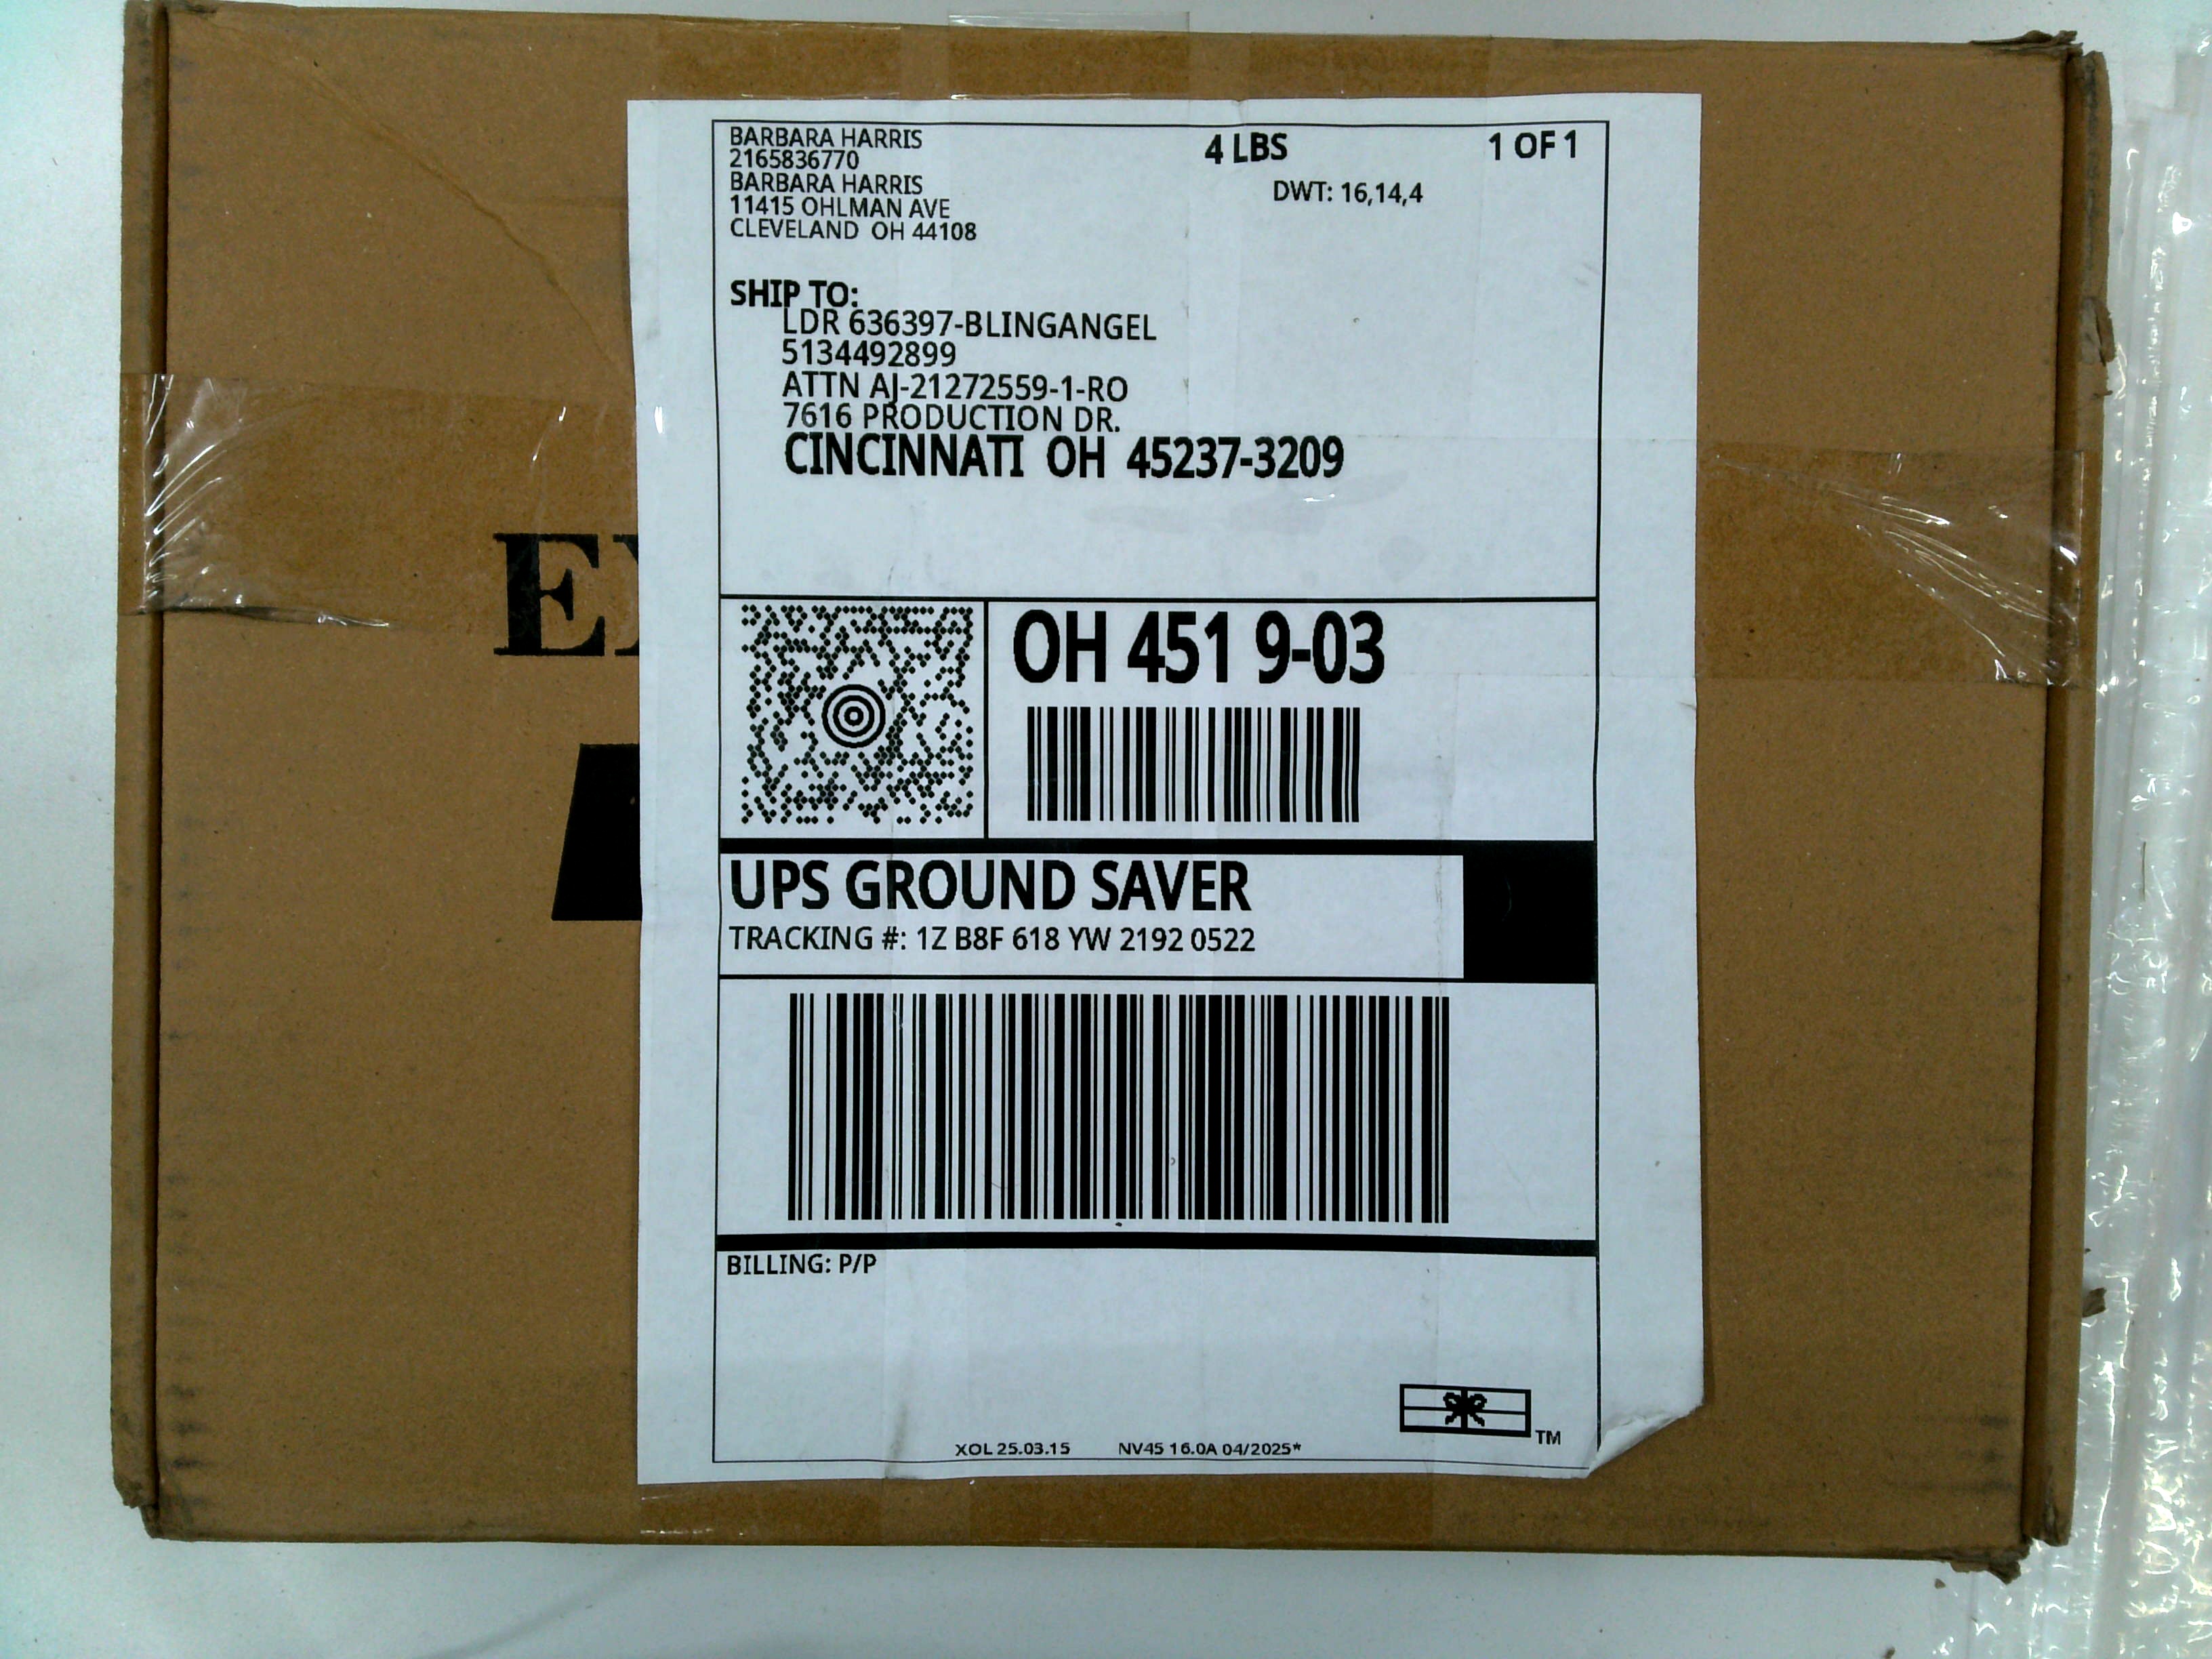 BARBARA HARRIS
2165836770
BARBARA HARRIS
11415 OHLMAN AVE
CLEVELAND OH 44108
4 LBS
1 OF 1
DWT: 16,14,4
SHIP TO:
LDR 636397-BLINGANGEL
5134492899
ATTN AJ-21272559-1-RO
7616 PRODUCTION DR.
CINCINNATI OH 45237-3209
OH 451 9-03
UPS GROUND SAVER
TRACKING #: 1Z B8F 618 YW 2192 0522
BILLING: P/P
XOL 25.03.15 NV45 16.0A 04/2025*
TM